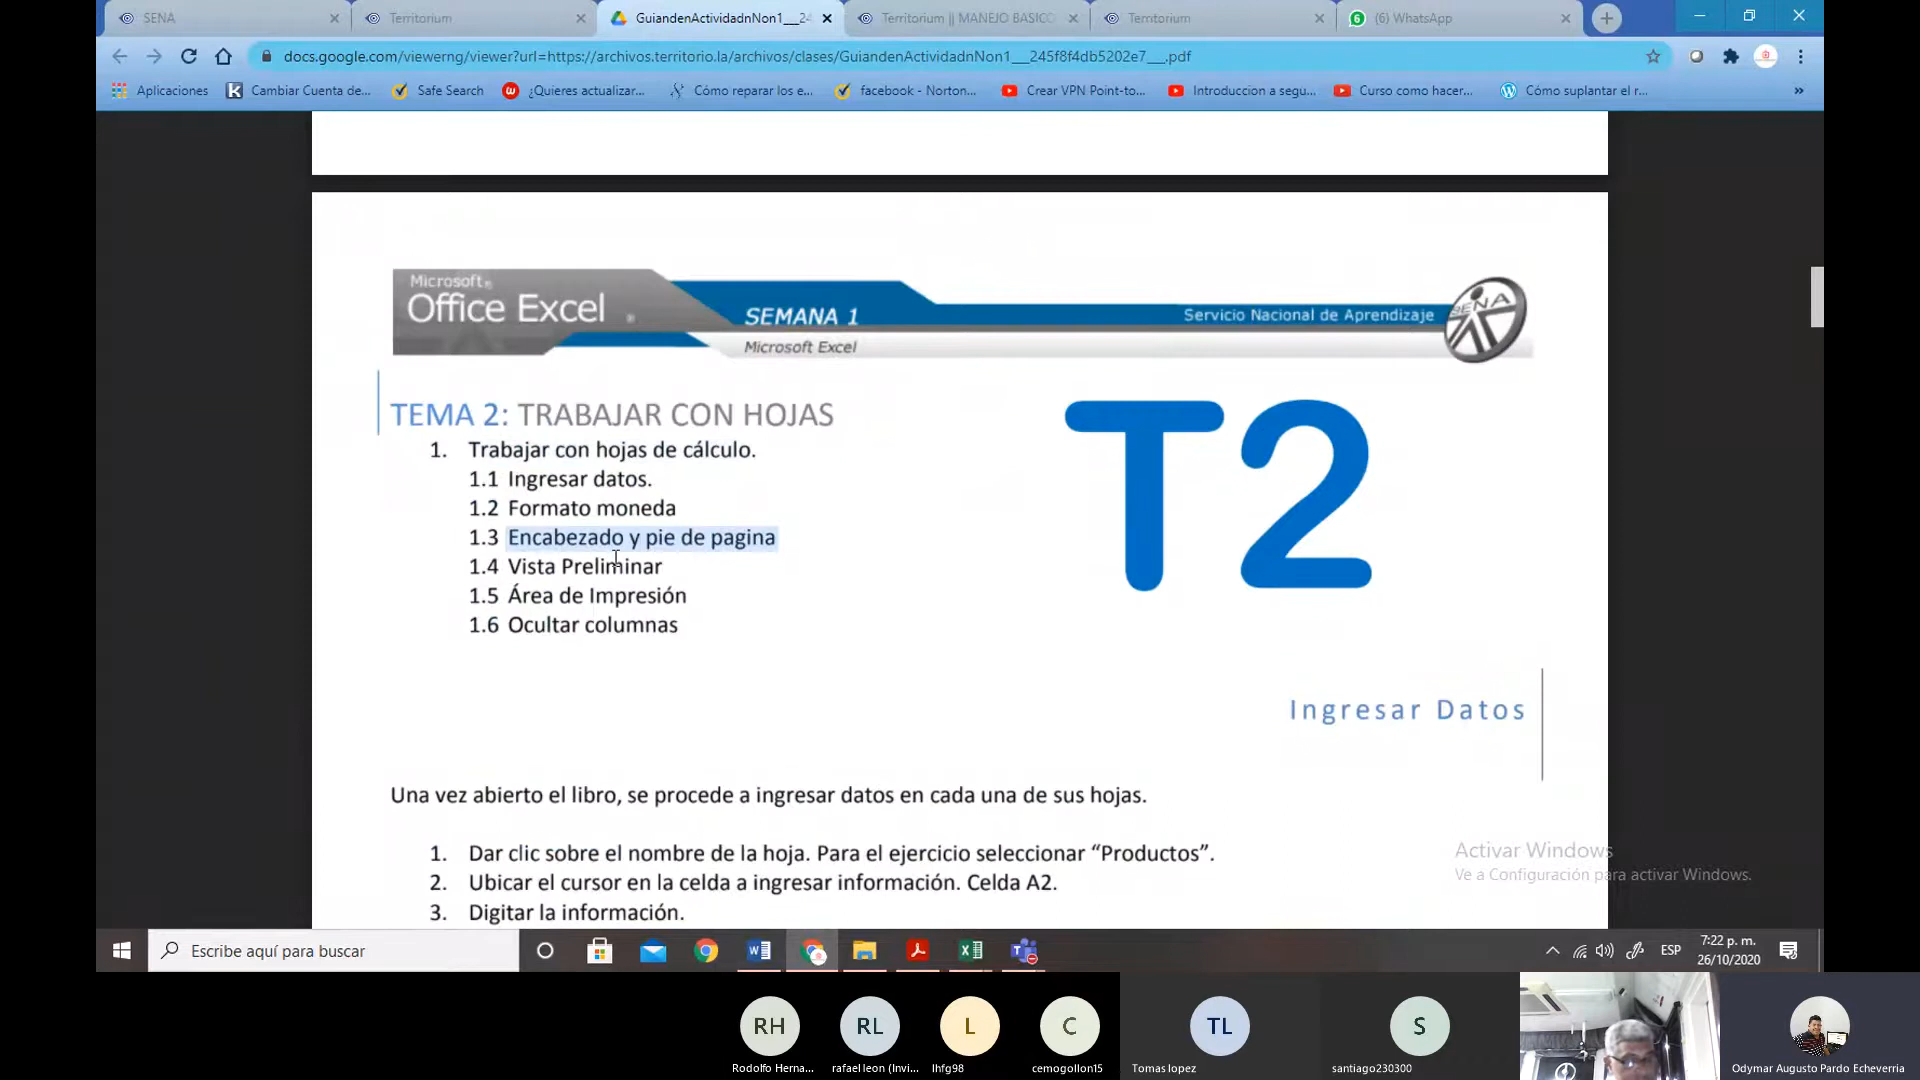 SENA
Territorium
GuiandenActividadnNon1___24
Territorium || MANEJO BASICO
Territorium
(6) WhatsApp
docs.google.com/viewerng/viewer?url=https://archivos.territorio.la/archivos/clases/GuiandenActividadnNon1___245f8f4db5202e7___.pdf
Aplicaciones
Cambiar Cuenta de...
Safe Search
¿Quieres actualizar...
Cómo reparar los e...
facebook - Norton...
Crear VPN Point-to...
Introduccion a segu...
Curso como hacer...
Cómo suplantar el r...
»
Microsoft®
Office Excel ®
SEMANA 1
Microsoft Excel
Servicio Nacional de Aprendizaje
SENA
TEMA 2: TRABAJAR CON HOJAS
T2
1. Trabajar con hojas de cálculo.
1.1 Ingresar datos.
1.2 Formato moneda
1.3 Encabezado y pie de pagina
1.4 Vista Preliminar
1.5 Área de Impresión
1.6 Ocultar columnas
Ingresar Datos
Una vez abierto el libro, se procede a ingresar datos en cada una de sus hojas.
1. Dar clic sobre el nombre de la hoja. Para el ejercicio seleccionar “Productos”.
2. Ubicar el cursor en la celda a ingresar información. Celda A2.
3. Digitar la información.
Activar Windows
Ve a Configuración para activar Windows.
Escribe aquí para buscar
ESP
7:22 p. m.
26/10/2020
RH
RL
L
C
TL
S
Rodolfo Herna...
rafael leon (Invi...
lhfg98
cemogollon15
Tomas lopez
santiago230300
Odymar Augusto Pardo Echeverria